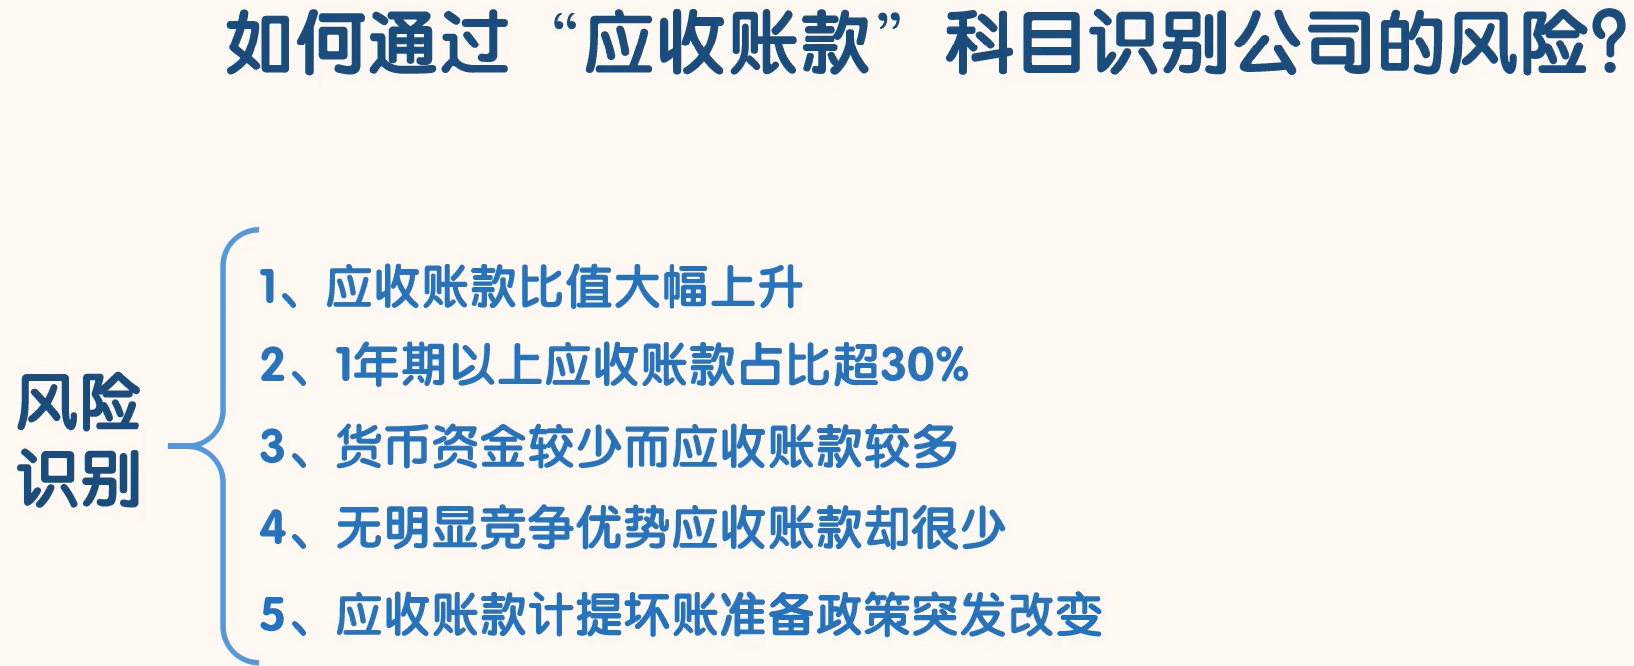 如何通过“应收账款”科目识别公司的风险?
风险
识别
1、应收账款比值大幅上升
2、1年期以上应收账款占比超30%
3、货币资金较少而应收账款较多
4、无明显竞争优势应收账款却很少
5、应收账款计提坏账准备政策突发改变